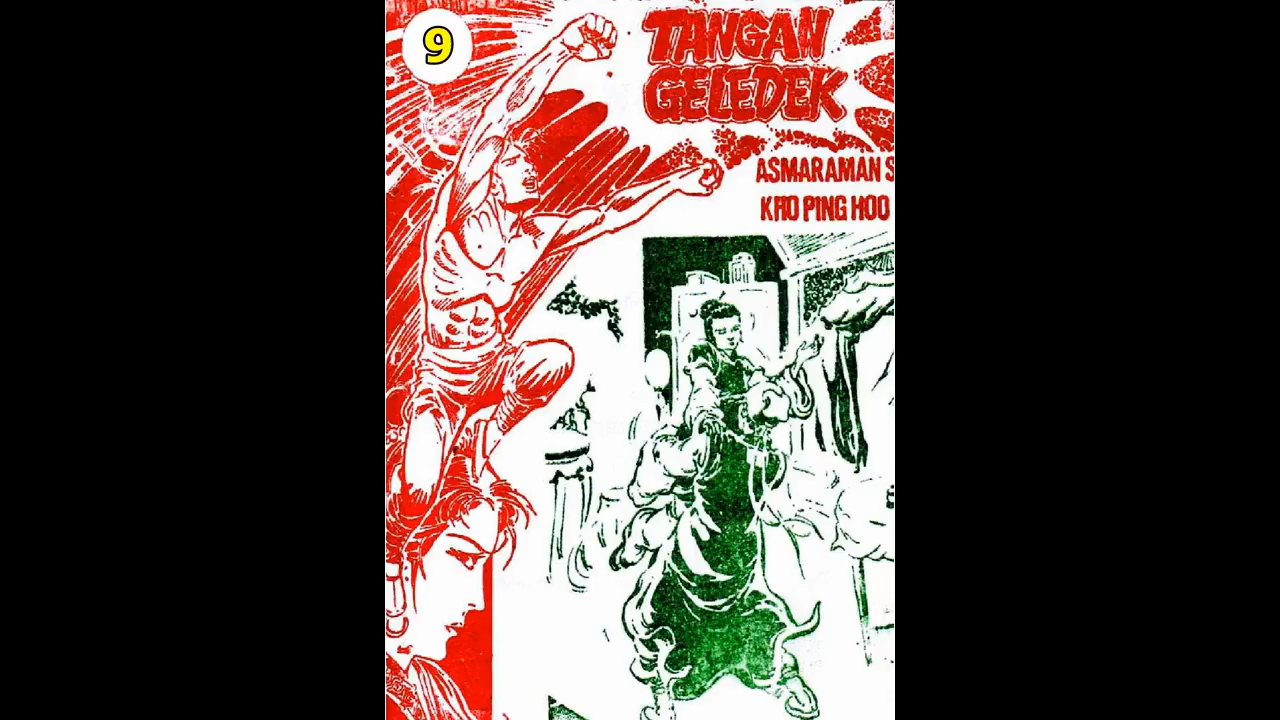 9
TANGAN
GELEDEK
ASMARAMAN S
KHO PING HOO